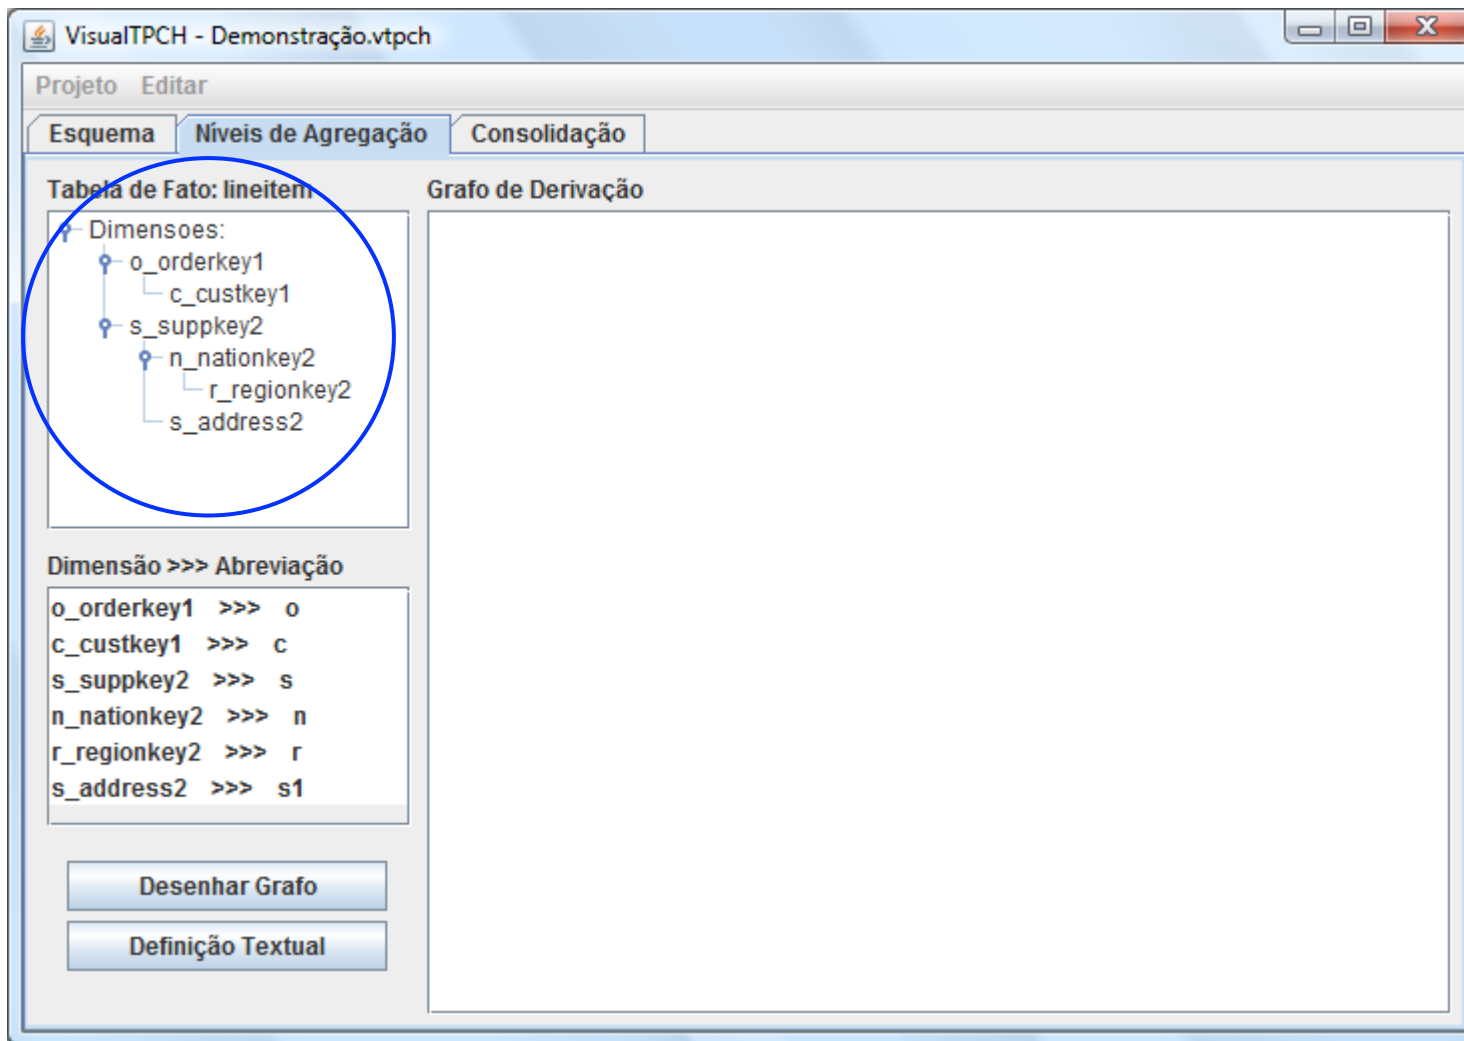 VisualTPCH - Demonstração.vtpch
Projeto Editar
Esquema Níveis de Agregação Consolidação
Tabela de Fato: lineitem Grafo de Derivação
Dimensoes:
o_orderkey1
c_custkey1
s_suppkey2
n_nationkey2
r_regionkey2
s_address2
Dimensão >>> Abreviação
o_orderkey1 >>> o
c_custkey1 >>> c
s_suppkey2 >>> s
n_nationkey2 >>> n
r_regionkey2 >>> r
s_address2 >>> s1
Desenhar Grafo
Definição Textual